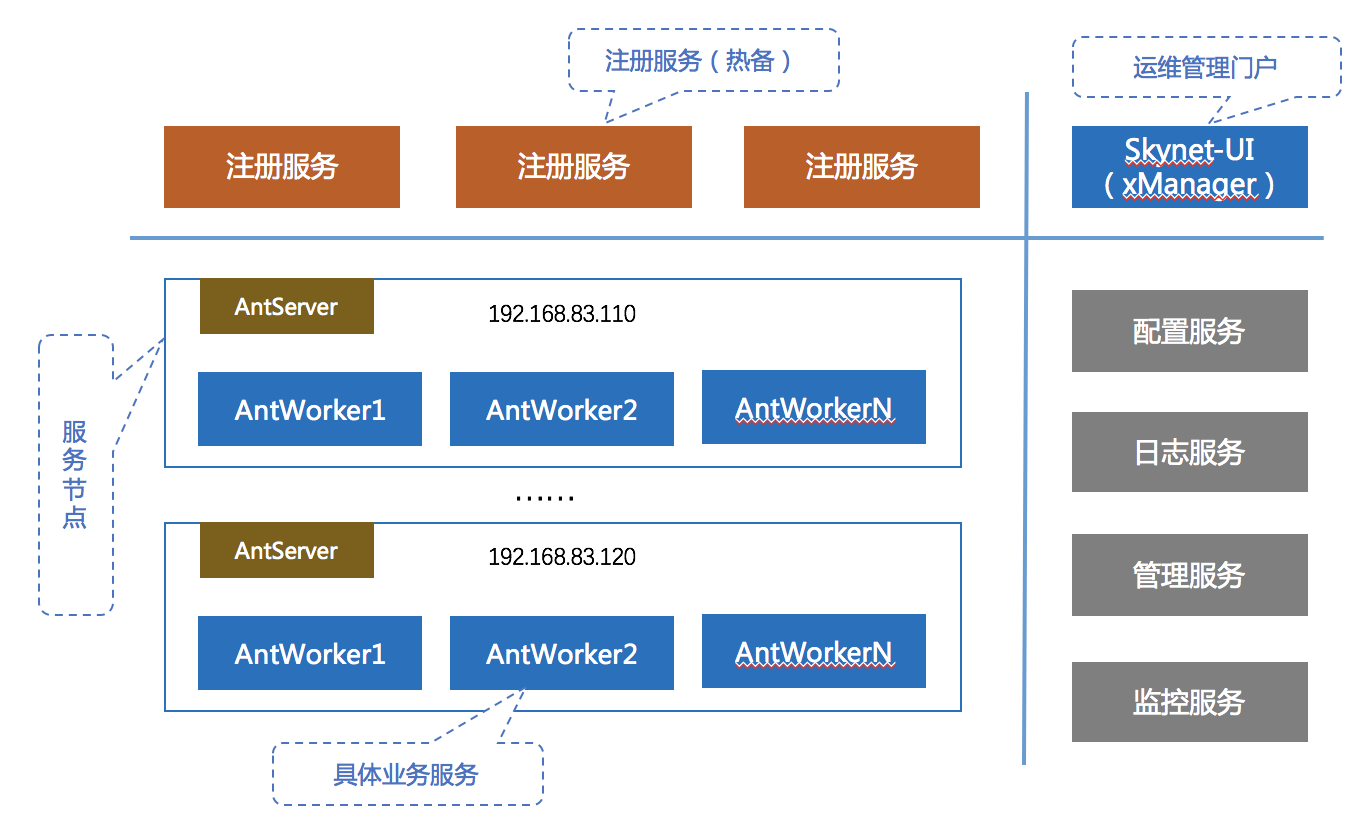 注册服务（热备）
运维管理门户
注册服务
注册服务
注册服务
Skynet-UI
（xManager）
AntServer
192.168.83.110
AntWorker1
AntWorker2
AntWorkerN
服务节点
......
AntServer
192.168.83.120
AntWorker1
AntWorker2
AntWorkerN
具体业务服务
配置服务
日志服务
管理服务
监控服务